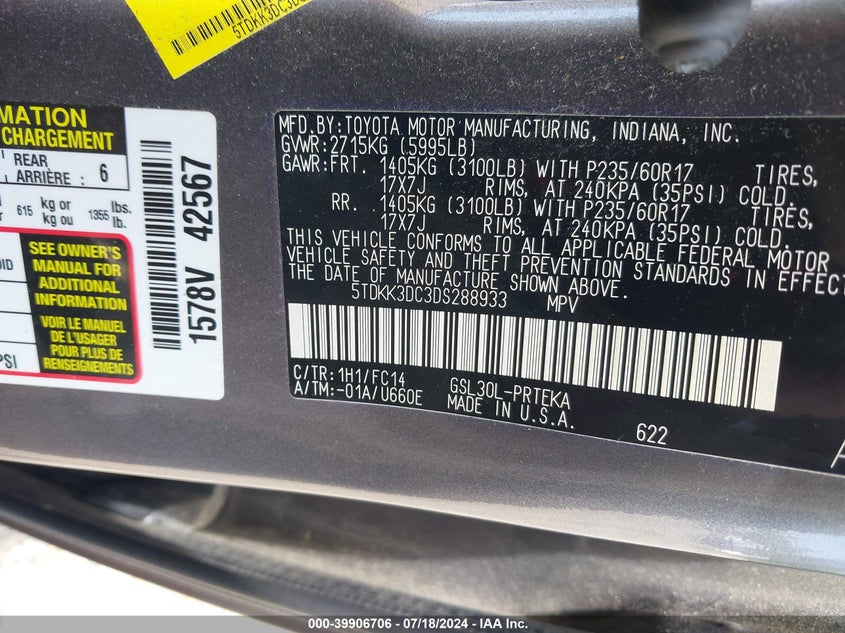 5TDKK3DC3DS
MATION
CHARGEMENT
REAR
ARRIÈRE : 6
615 kg or
kg ou 1355 lbs.
lb.
SEE OWNER'S
MANUAL FOR
ADDITIONAL
INFORMATION
VOIR LE MANUEL
DE L'USAGER
POUR PLUS DE
RENSEIGNEMENTS
PSI
1578V 42567
MFD.BY:TOYOTA MOTOR MANUFACTURING, INDIANA, INC.
GVWR:2715KG (5995LB)
GAWR:FRT. 1405KG (3100LB) WITH P235/60R17 TIRES,
17X7J RIMS, AT 240KPA (35PSI) COLD.
RR. 1405KG (3100LB) WITH P235/60R17 TIRES,
17X7J RIMS, AT 240KPA (35PSI) COLD.
THIS VEHICLE CONFORMS TO ALL APPLICABLE FEDERAL MOTOR
VEHICLE SAFETY AND THEFT PREVENTION STANDARDS IN EFFECT
THE DATE OF MANUFACTURE SHOWN ABOVE.
5TDKK3DC3DS288933 MPV
C/TR:1H1/FC14 GSL30L-PRTEKA
A/TM:-01A/U660E MADE IN U.S.A.
622
000-39906706 - 07/18/2024 - IAA Inc.